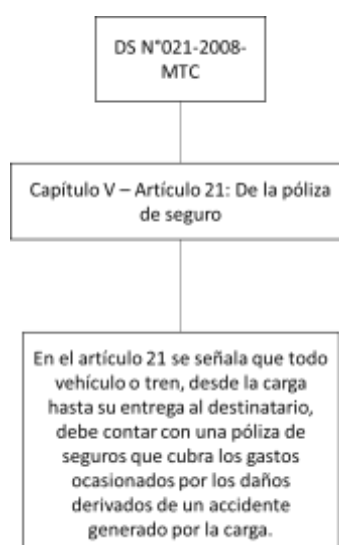 DS N°021-2008-
MTC
Capítulo V – Artículo 21: De la póliza
de seguro
En el artículo 21 se señala que todo
vehículo o tren, desde la carga
hasta su entrega al destinatario,
debe contar con una póliza de
seguros que cubra los gastos
ocasionados por los daños
derivados de un accidente
generado por la carga.